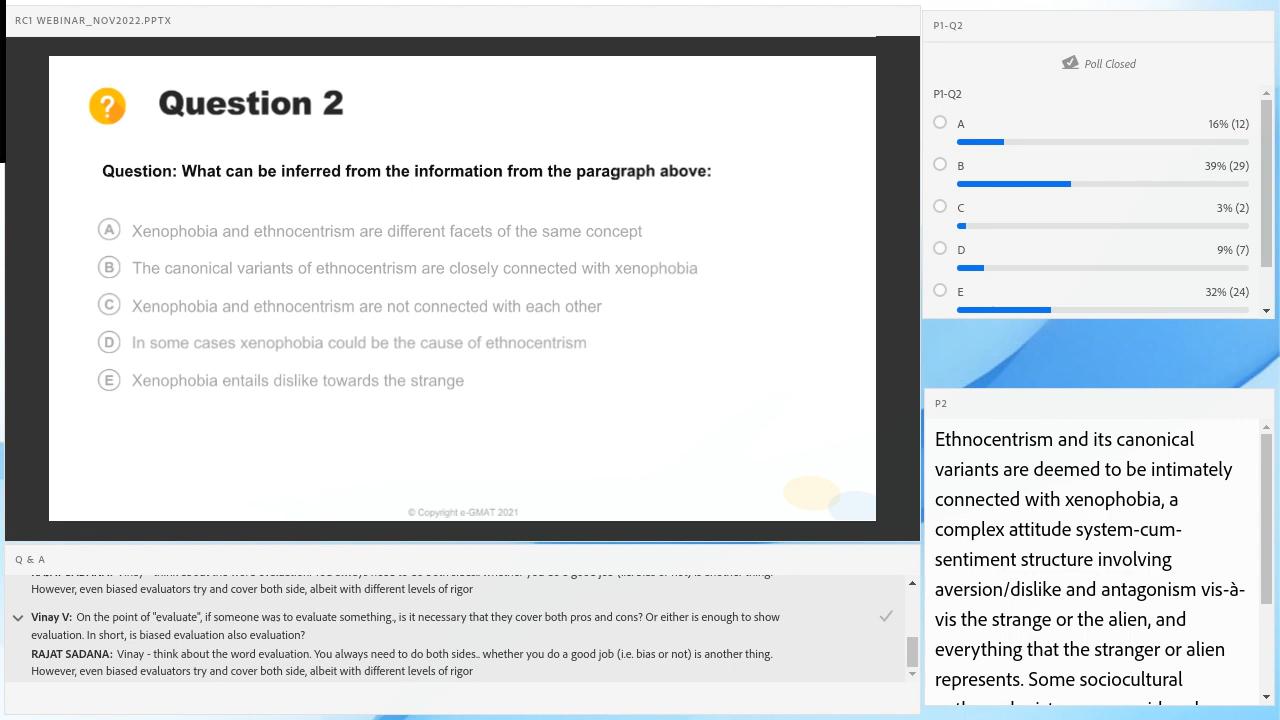 RC1 WEBINAR_NOV2022.PPTX
?
Question 2
Question: What can be inferred from the information from the paragraph above:
A Xenophobia and ethnocentrism are different facets of the same concept
B The canonical variants of ethnocentrism are closely connected with xenophobia
C Xenophobia and ethnocentrism are not connected with each other
D In some cases xenophobia could be the cause of ethnocentrism
E Xenophobia entails dislike towards the strange
© Copyright e-GMAT 2021
Q & A
However, even biased evaluators try and cover both side, albeit with different levels of rigor
Vinay V: On the point of "evaluate", if someone was to evaluate something., is it necessary that they cover both pros and cons? Or either is enough to show
evaluation. In short, is biased evaluation also evaluation?
RAJAT SADANA: Vinay - think about the word evaluation. You always need to do both sides.. whether you do a good job (i.e. bias or not) is another thing.
However, even biased evaluators try and cover both side, albeit with different levels of rigor
P1-Q2
Poll Closed
P1-Q2
A 16% (12)
B 39% (29)
C 3% (2)
D 9% (7)
E 32% (24)
P2
Ethnocentrism and its canonical
variants are deemed to be intimately
connected with xenophobia, a
complex attitude system-cum-
sentiment structure involving
aversion/dislike and antagonism vis-à-
vis the strange or the alien, and
everything that the stranger or alien
represents. Some sociocultural